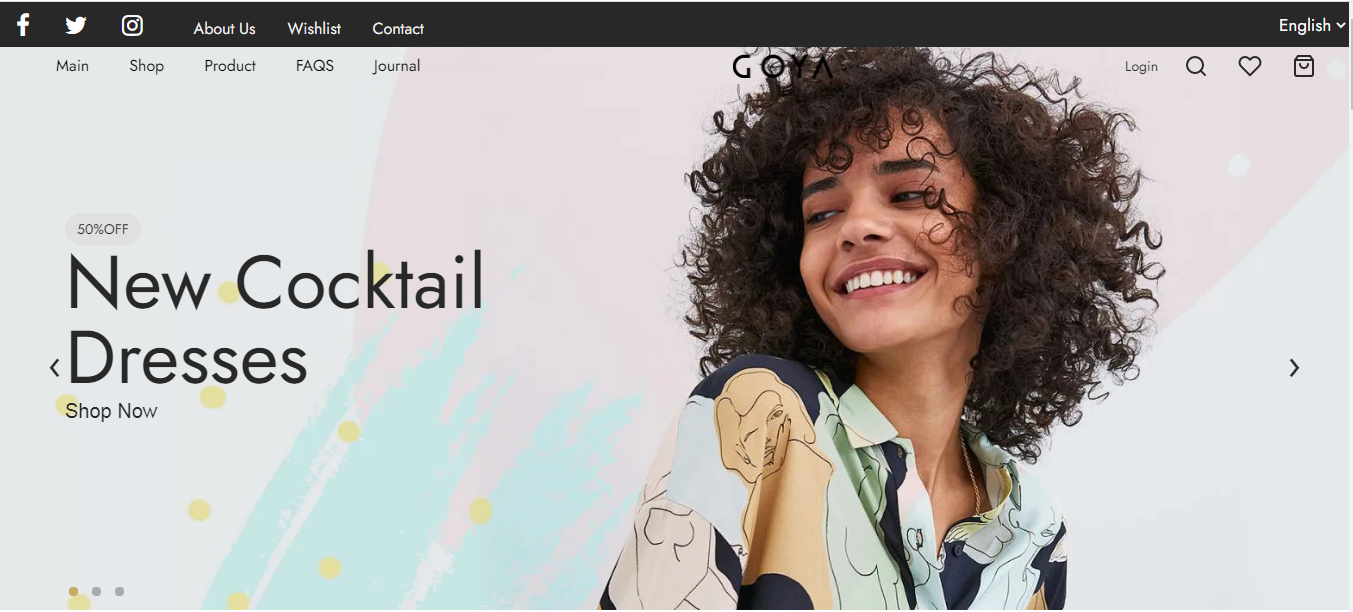 About Us Wishlist Contact English
Main Shop Product FAQS Journal GOYA Login
50%OFF
New Cocktail
Dresses
Shop Now